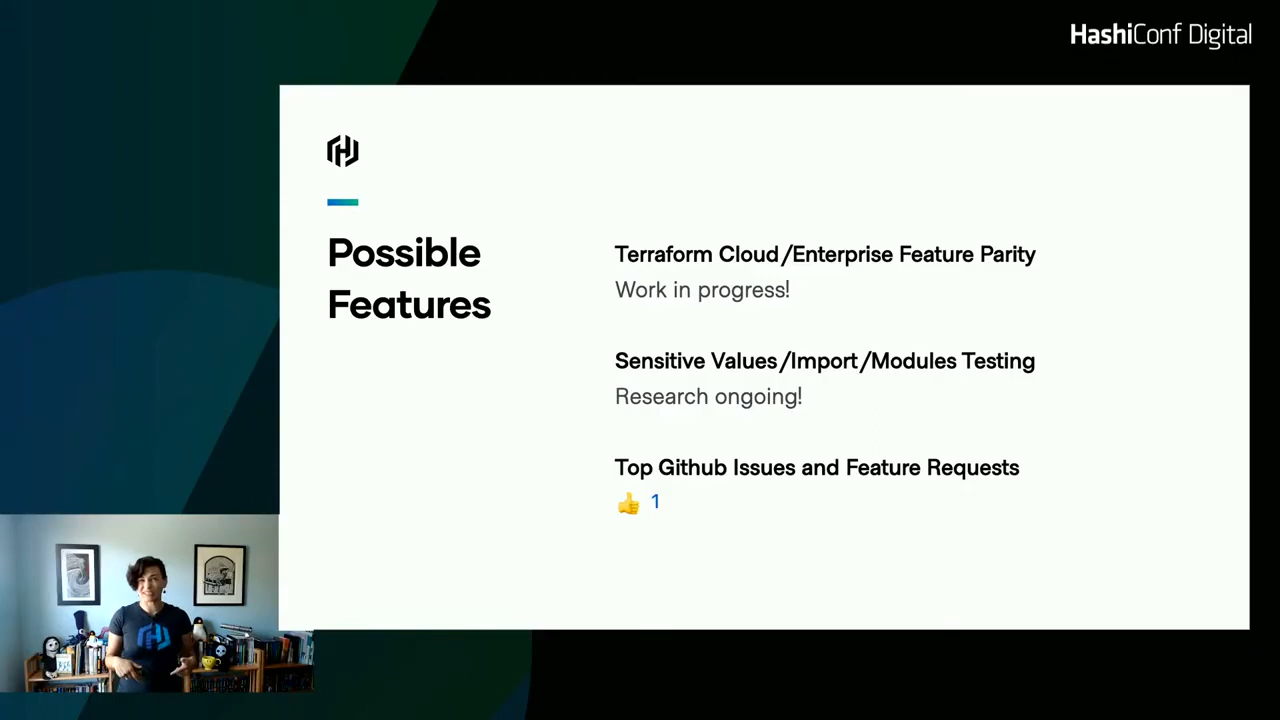 HashiConf Digital
Possible
Features
Terraform Cloud/Enterprise Feature Parity
Work in progress!
Sensitive Values/Import/Modules Testing
Research ongoing!
Top Github Issues and Feature Requests
👍 1